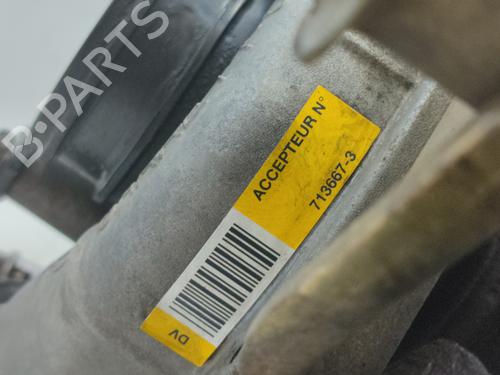 B-PARTS
ACCEPTEUR N°
713667-3
DV